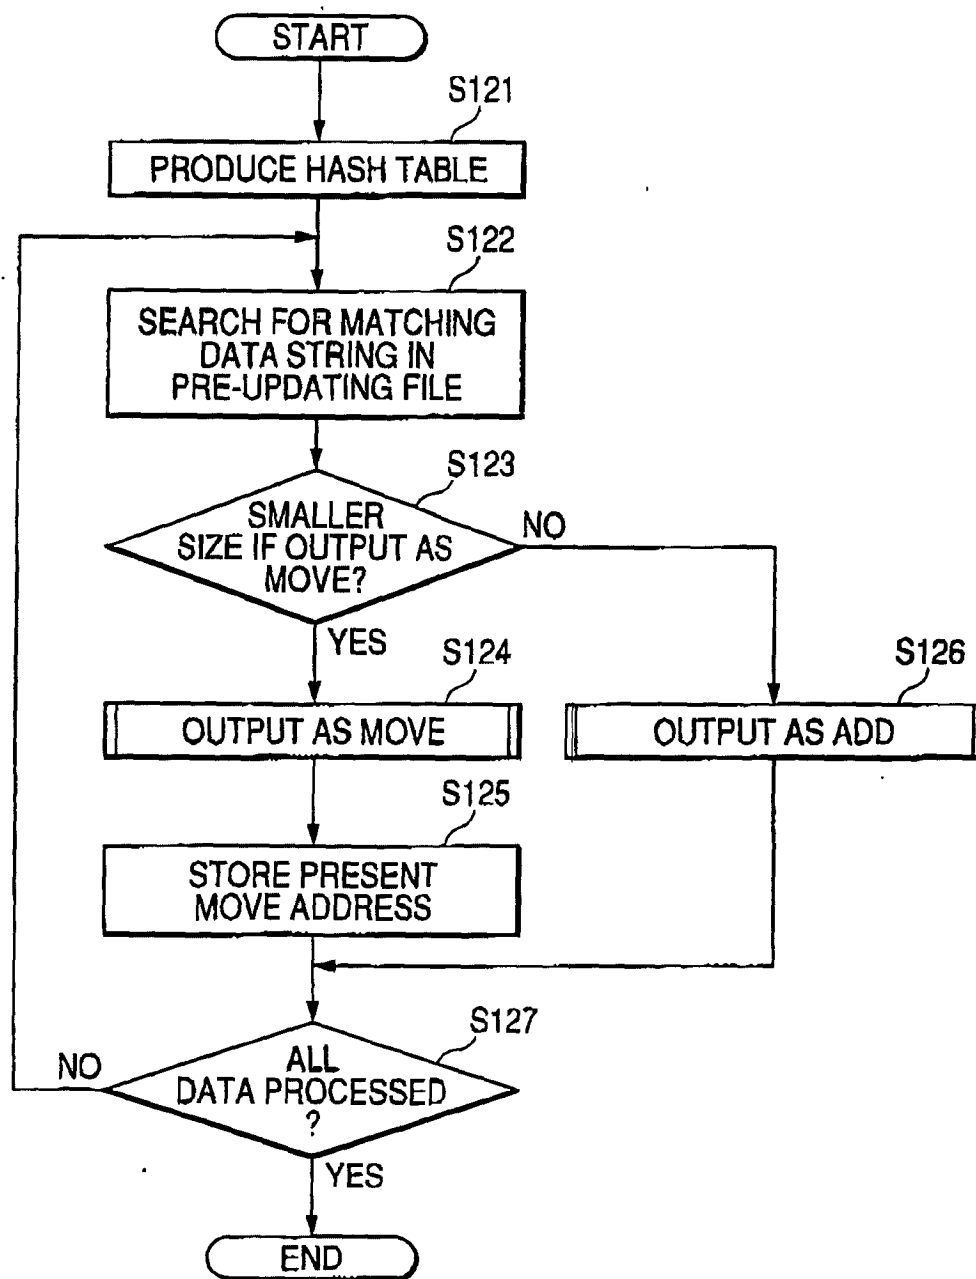 START
S121
PRODUCE HASH TABLE
S122
SEARCH FOR MATCHING
DATA STRING IN
PRE-UPDATING FILE
S123
SMALLER
SIZE IF OUTPUT AS
MOVE?
NO
YES
S124
OUTPUT AS MOVE
S126
OUTPUT AS ADD
S125
STORE PRESENT
MOVE ADDRESS
S127
ALL
DATA PROCESSED
?
NO
YES
END